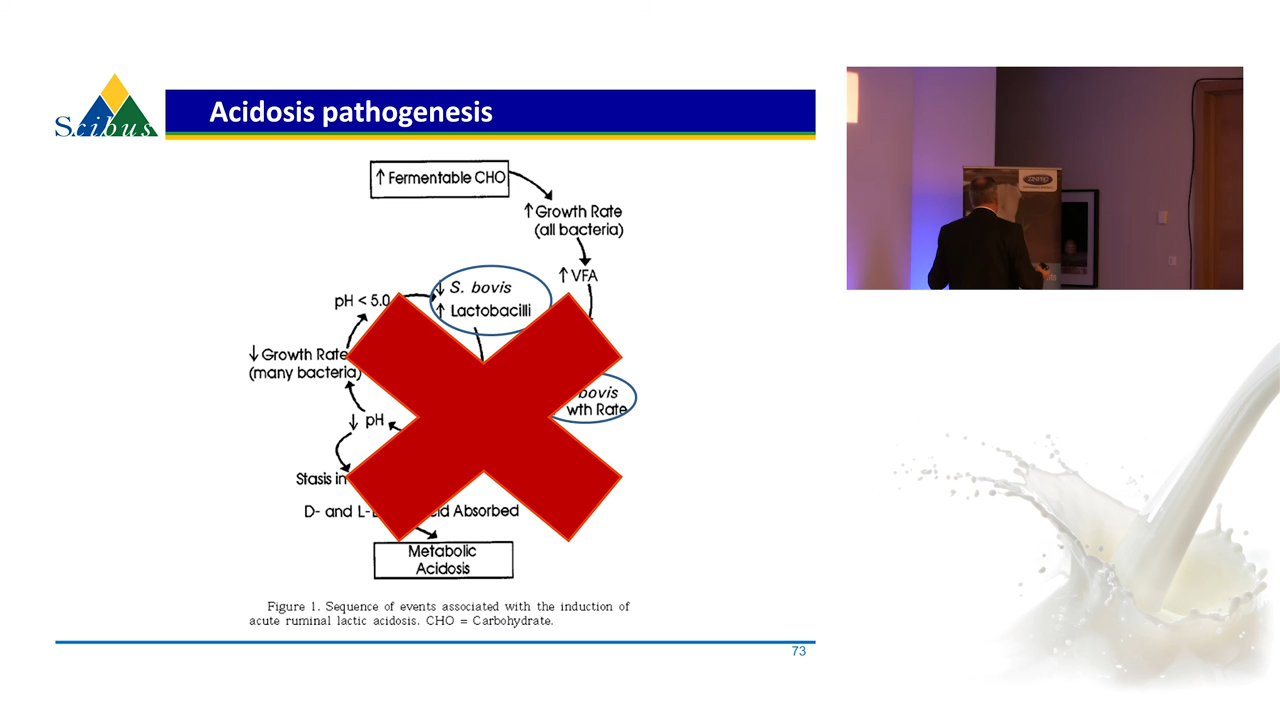 Scibus
Acidosis pathogenesis
↑ Fermentable CHO
↑ Growth Rate
(all bacteria)
↑ VFA
↓ S. bovis
↑ Lactobacilli
pH < 5.0
↓ Growth Rate
(many bacteria)
bovis
wth Rate
↓ pH
Stasis in
D- and L- Absorbed
Metabolic
Acidosis
Figure 1. Sequence of events associated with the induction of
acute ruminal lactic acidosis. CHO = Carbohydrate.
73
ZINPRO